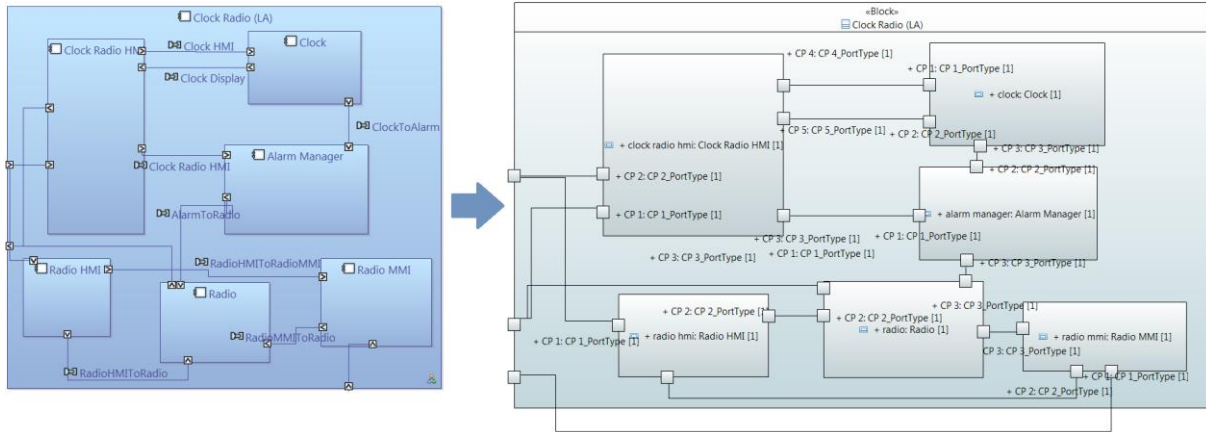 Clock Radio (LA)
Clock Radio HM
Clock HMI
Clock
Clock Display
ClockToAlarm
Alarm Manager
Clock Radio HMI
AlarmToRadio
RadioHMIToRadioMMI
Radio HMI
Radio MMI
Radio
RadioMMIToRadio
RadioHMIToRadio
«Block»
Clock Radio (LA)
+ CP 4: CP 4_PortType [1]
+ CP 1: CP 1_PortType [1]
+ clock: Clock [1]
+ CP 5: CP 5_PortType [1]
+ CP 2: CP 2_PortType [1]
+ clock radio hmi: Clock Radio HMI [1]
+ CP 3: CP 3_PortType [1]
+ CP 2: CP 2_PortType [1]
+ CP 2: CP 2_PortType [1]
+ CP 1: CP 1_PortType [1]
+ alarm manager: Alarm Manager [1]
+ CP 3: CP 3_PortType [1]
+ CP 1: CP 1_PortType [1]
+ CP 3: CP 3_PortType [1]
+ CP 1: CP 1_PortType [1]
+ CP 3: CP 3_PortType [1]
+ CP 2: CP 2_PortType [1]
+ CP 3: CP 3_PortType [1]
+ CP 2: CP 2_PortType [1]
+ CP 1: CP 1_PortType [1]
+ radio hmi: Radio HMI [1]
+ radio: Radio [1]
+ radio mmi: Radio MMI [1]
CP 3: CP 3_PortType [1]
+ CP 1: CP 1_PortType [1]
+ CP 2: CP 2_PortType [1]